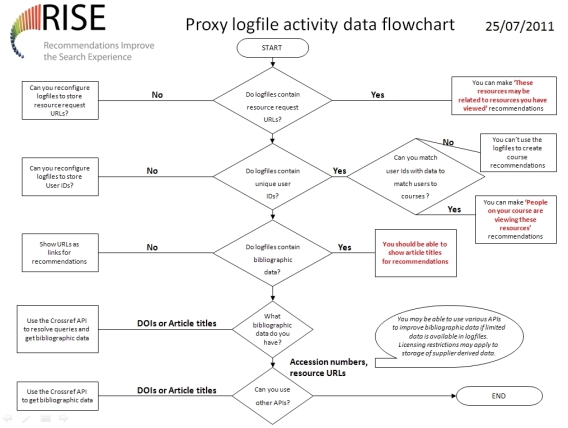 RISE
Recommendations Improve
the Search Experience
Proxy logfile activity data flowchart
25/07/2011
START
Can you reconfigure
logfiles to store
resource request
URLs?
No
Do logfiles contain
resource request
URLs?
Yes
You can make ‘These
resources may be
related to resources you have
viewed’ recommendations
Can you reconfigure
logfiles to store
User IDs?
No
Do logfiles contain
unique user
IDs?
Yes
Can you match
user Ids with data to
match users to
courses ?
No
You can’t use the
logfiles to create
course
recommendations
Yes
You can make ‘People
on your course are
viewing these
resources’
recommendations
Show URLs as
links for
recommendations
No
Do logfiles contain
bibliographic
data?
Yes
You should be able to
show article titles
for recommendations
Use the Crossref API
to resolve queries and
get bibliographic data
DOIs or Article titles
What
bibliographic
data do you
have?
You may be able to use various APIs
to improve bibliographic data if limited
data is available in logfiles.
Licensing restrictions may apply to
storage of supplier derived data.
Accession numbers,
resource URLs
Use the Crossref API
to get bibliographic data
DOIs or Article titles
Can you use
other APIs?
END